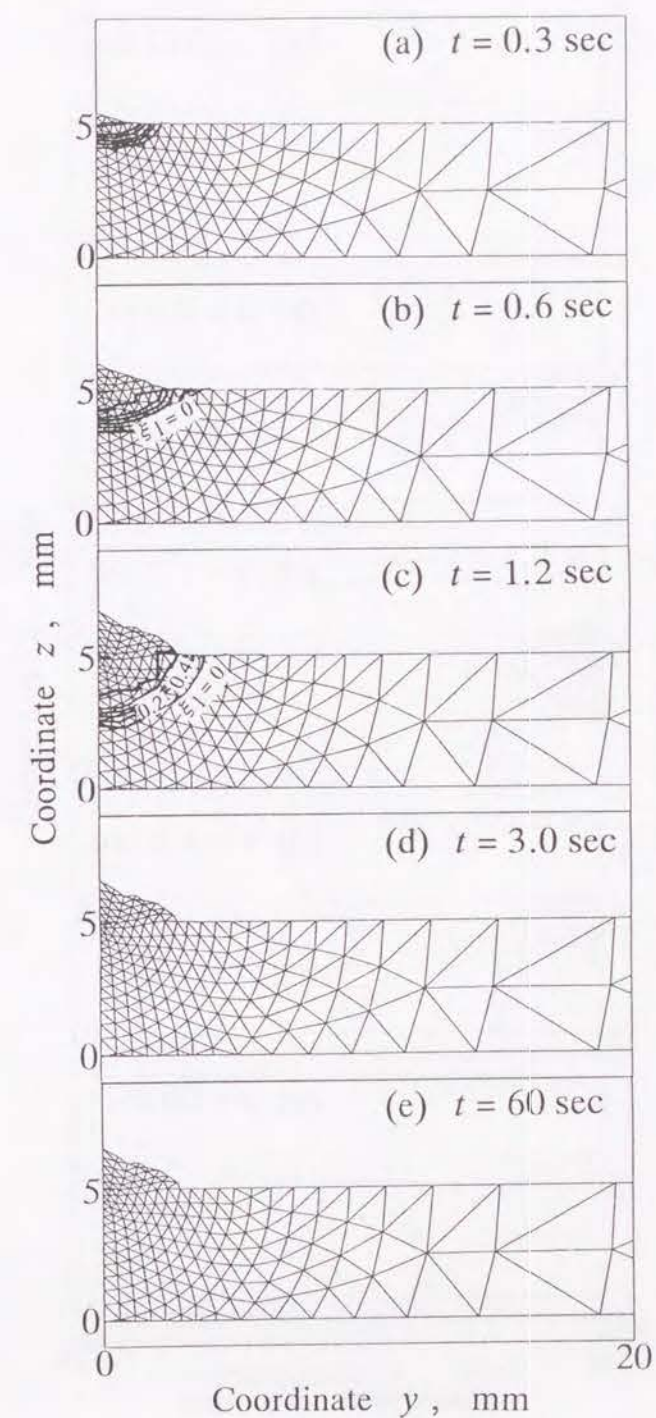 (a) t = 0.3 sec
5
0
(b) t = 0.6 sec
5
ξ1 = 0
0
(c) t = 1.2 sec
5
0.2 0.4
ξ1 = 0
0
(d) t = 3.0 sec
5
0
(e) t = 60 sec
5
0
0
20
Coordinate z , mm
Coordinate y , mm